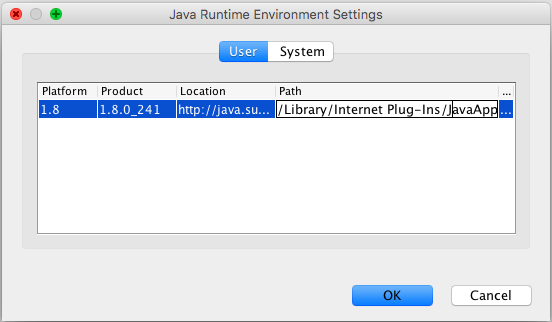 Java Runtime Environment Settings
User System
Platform Product Location Path ...
1.8 1.8.0_241 http://java.su... /Library/Internet Plug-Ins/JavaApp ...
OK Cancel